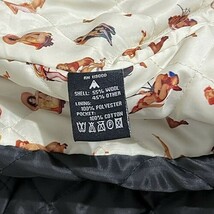 SHELL: 55% WOOL
45% OTHER
LINING:
100% POLYESTER
POCKET:
100% COTTON